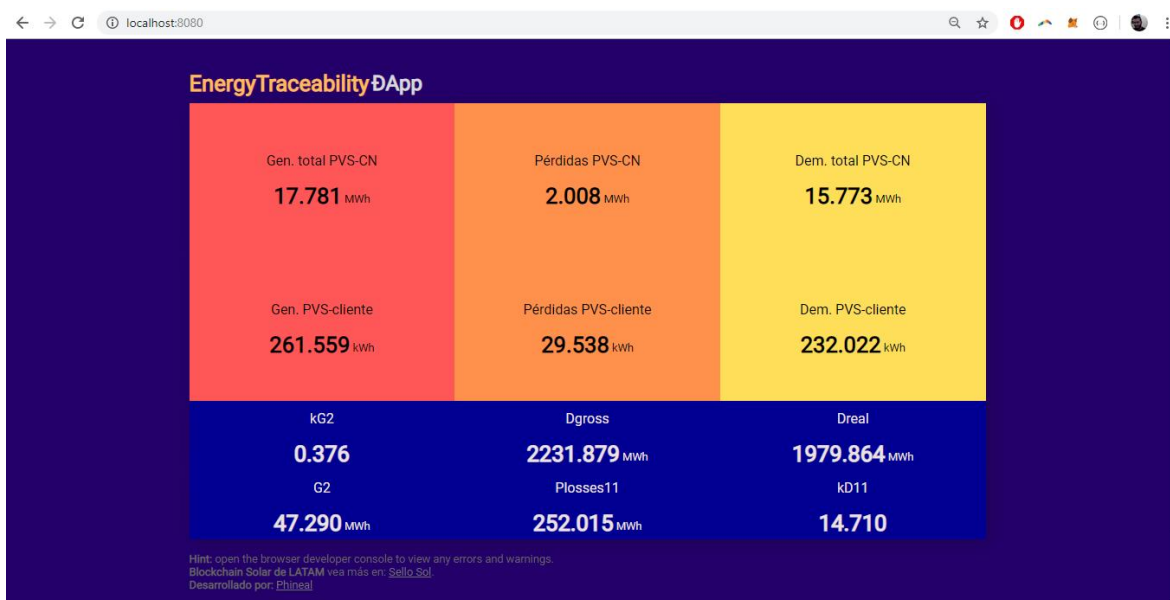 localhost:8080
EnergyTraceability ÐApp
Gen. total PVS-CN
17.781 MWh
Pérdidas PVS-CN
2.008 MWh
Dem. total PVS-CN
15.773 MWh
Gen. PVS-cliente
261.559 kWh
Pérdidas PVS-cliente
29.538 kWh
Dem. PVS-cliente
232.022 kWh
kG2
0.376
Dgross
2231.879 MWh
Dreal
1979.864 MWh
G2
47.290 MWh
Plosses11
252.015 MWh
kD11
14.710
Hint: open the browser developer console to view any errors and warnings.
Blockchain Solar de LATAM vea más en: Sello Sol.
Desarrollado por: Phineal